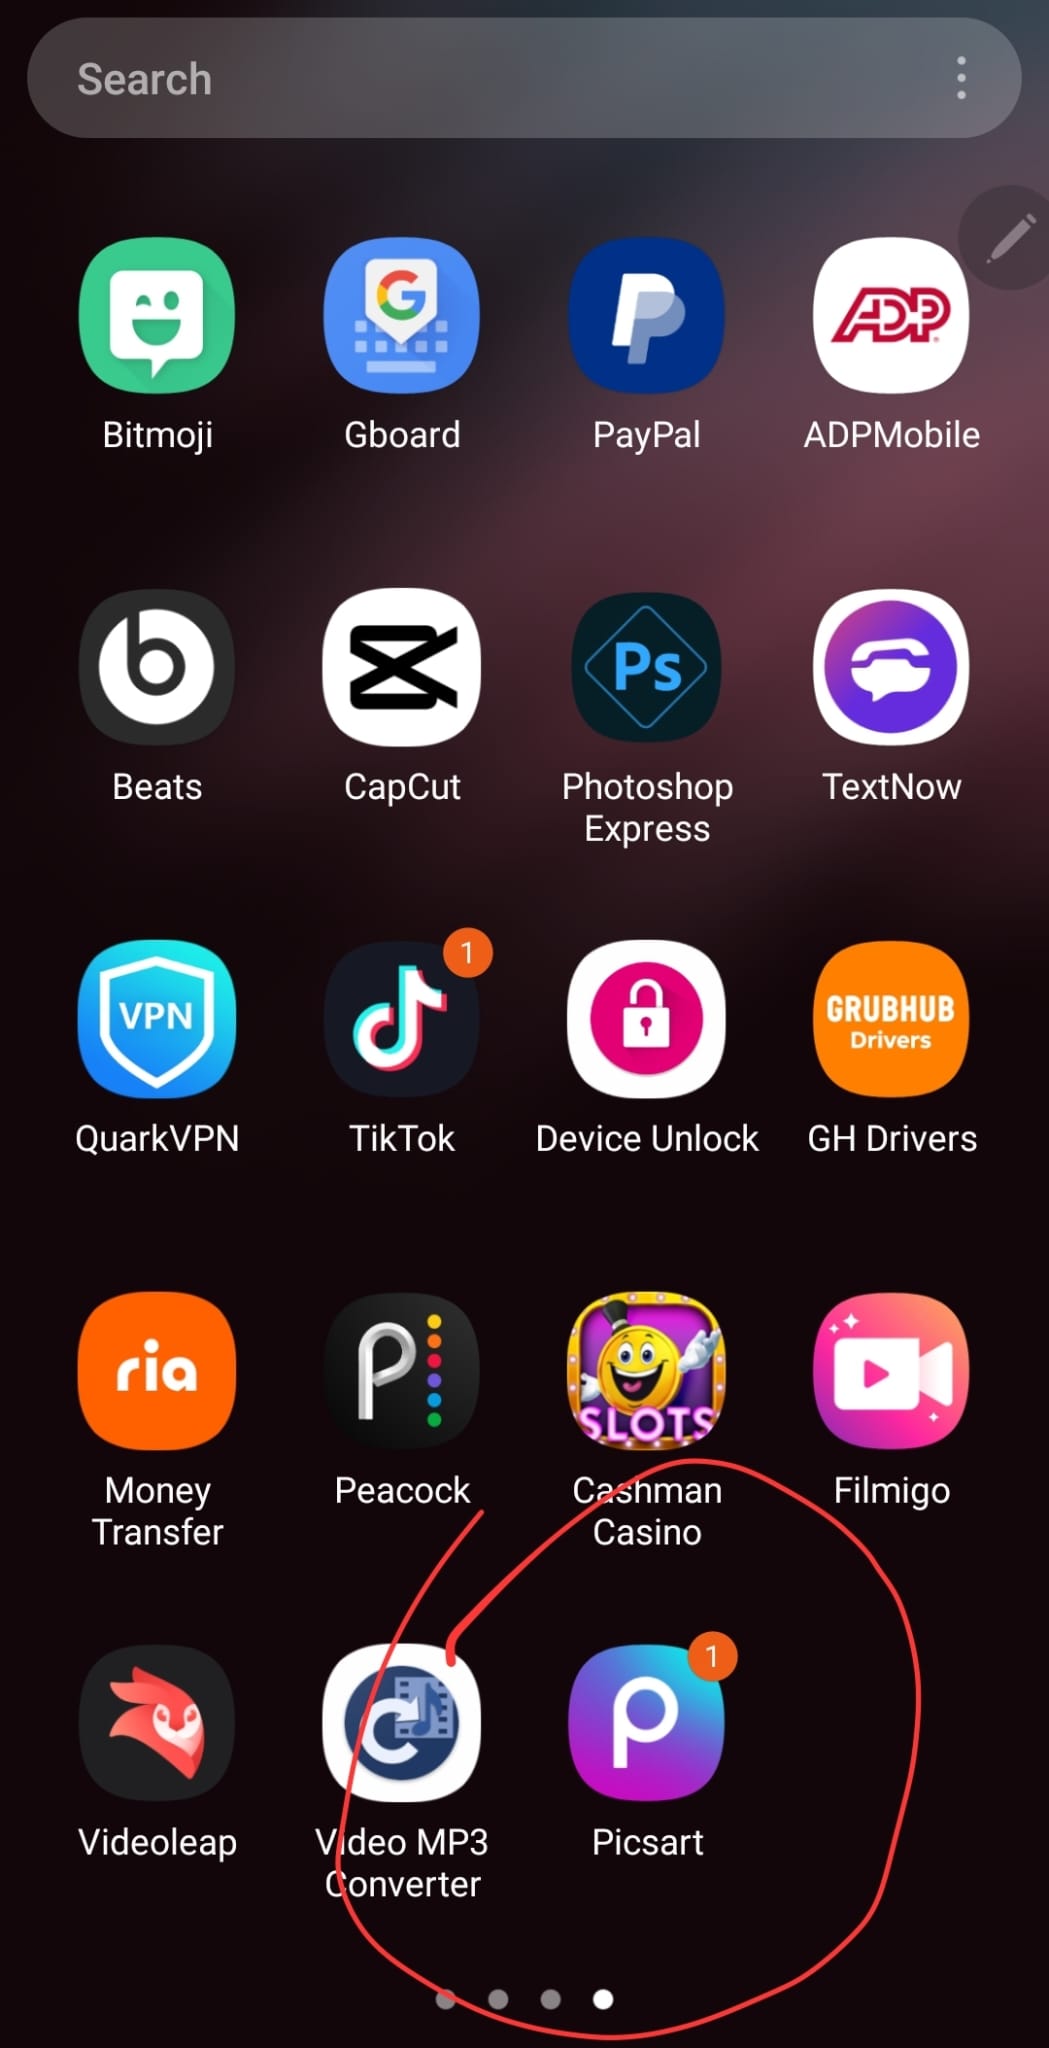 Search
Bitmoji
Gboard
PayPal
ADP
ADPMobile
Beats
CapCut
Ps
Photoshop
Express
TextNow
VPN
QuarkVPN
1
TikTok
Device Unlock
GRUBHUB
Drivers
GH Drivers
ria
Money
Transfer
Peacock
SLOTS
Cashman
Casino
Filmigo
Videoleap
Video MP3
Converter
1
Picsart